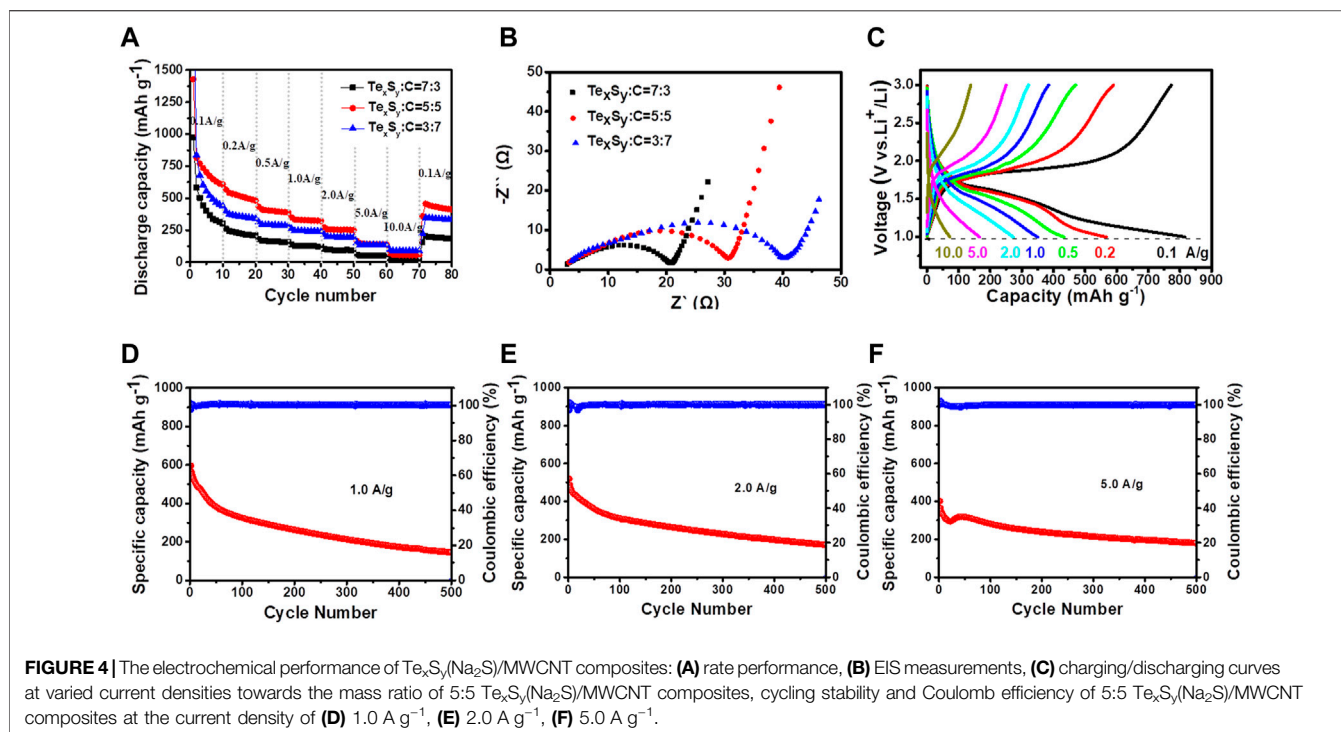 A
1500
1250
1000
750
500
250
0
0 10 20 30 40 50 60 70 80
Discharge capacity (mAh g⁻¹)
Cycle number
TeₓSᵧ:C=7:3
TeₓSᵧ:C=5:5
TeₓSᵧ:C=3:7
0.1A/g
0.2A/g
0.5A/g
1.0A/g
2.0A/g
5.0A/g
10.0A/g
0.1A/g
B
50
40
30
20
10
0
0 10 20 30 40 50
-Z`` (Ω)
Z` (Ω)
TeₓSᵧ:C=7:3
TeₓSᵧ:C=5:5
TeₓSᵧ:C=3:7
C
3.0
2.5
2.0
1.5
1.0
0 100 200 300 400 500 600 700 800 900
Voltage (V vs.Li⁺/Li)
Capacity (mAh g⁻¹)
10.0 5.0 2.0 1.0 0.5 0.2 0.1 A/g
D
1000
800
600
400
200
0
0 100 200 300 400 500
100
80
60
40
20
0
Specific capacity (mAh g⁻¹)
Coulombic efficiency (%)
Cycle Number
1.0 A/g
E
1000
800
600
400
200
0
0 100 200 300 400 500
100
80
60
40
20
0
Specific capacity (mAh g⁻¹)
Coulombic efficiency (%)
Cycle Number
2.0 A/g
F
1000
800
600
400
200
0
0 100 200 300 400 500
100
80
60
40
20
0
Specific capacity (mAh g⁻¹)
Coulombic efficiency (%)
Cycle Number
5.0 A/g
FIGURE 4 | The electrochemical performance of TeₓSᵧ(Na₂S)/MWCNT composites: (A) rate performance, (B) EIS measurements, (C) charging/discharging curves
at varied current densities towards the mass ratio of 5:5 TeₓSᵧ(Na₂S)/MWCNT composites, cycling stability and Coulomb efficiency of 5:5 TeₓSᵧ(Na₂S)/MWCNT
composites at the current density of (D) 1.0 A g⁻¹, (E) 2.0 A g⁻¹, (F) 5.0 A g⁻¹.